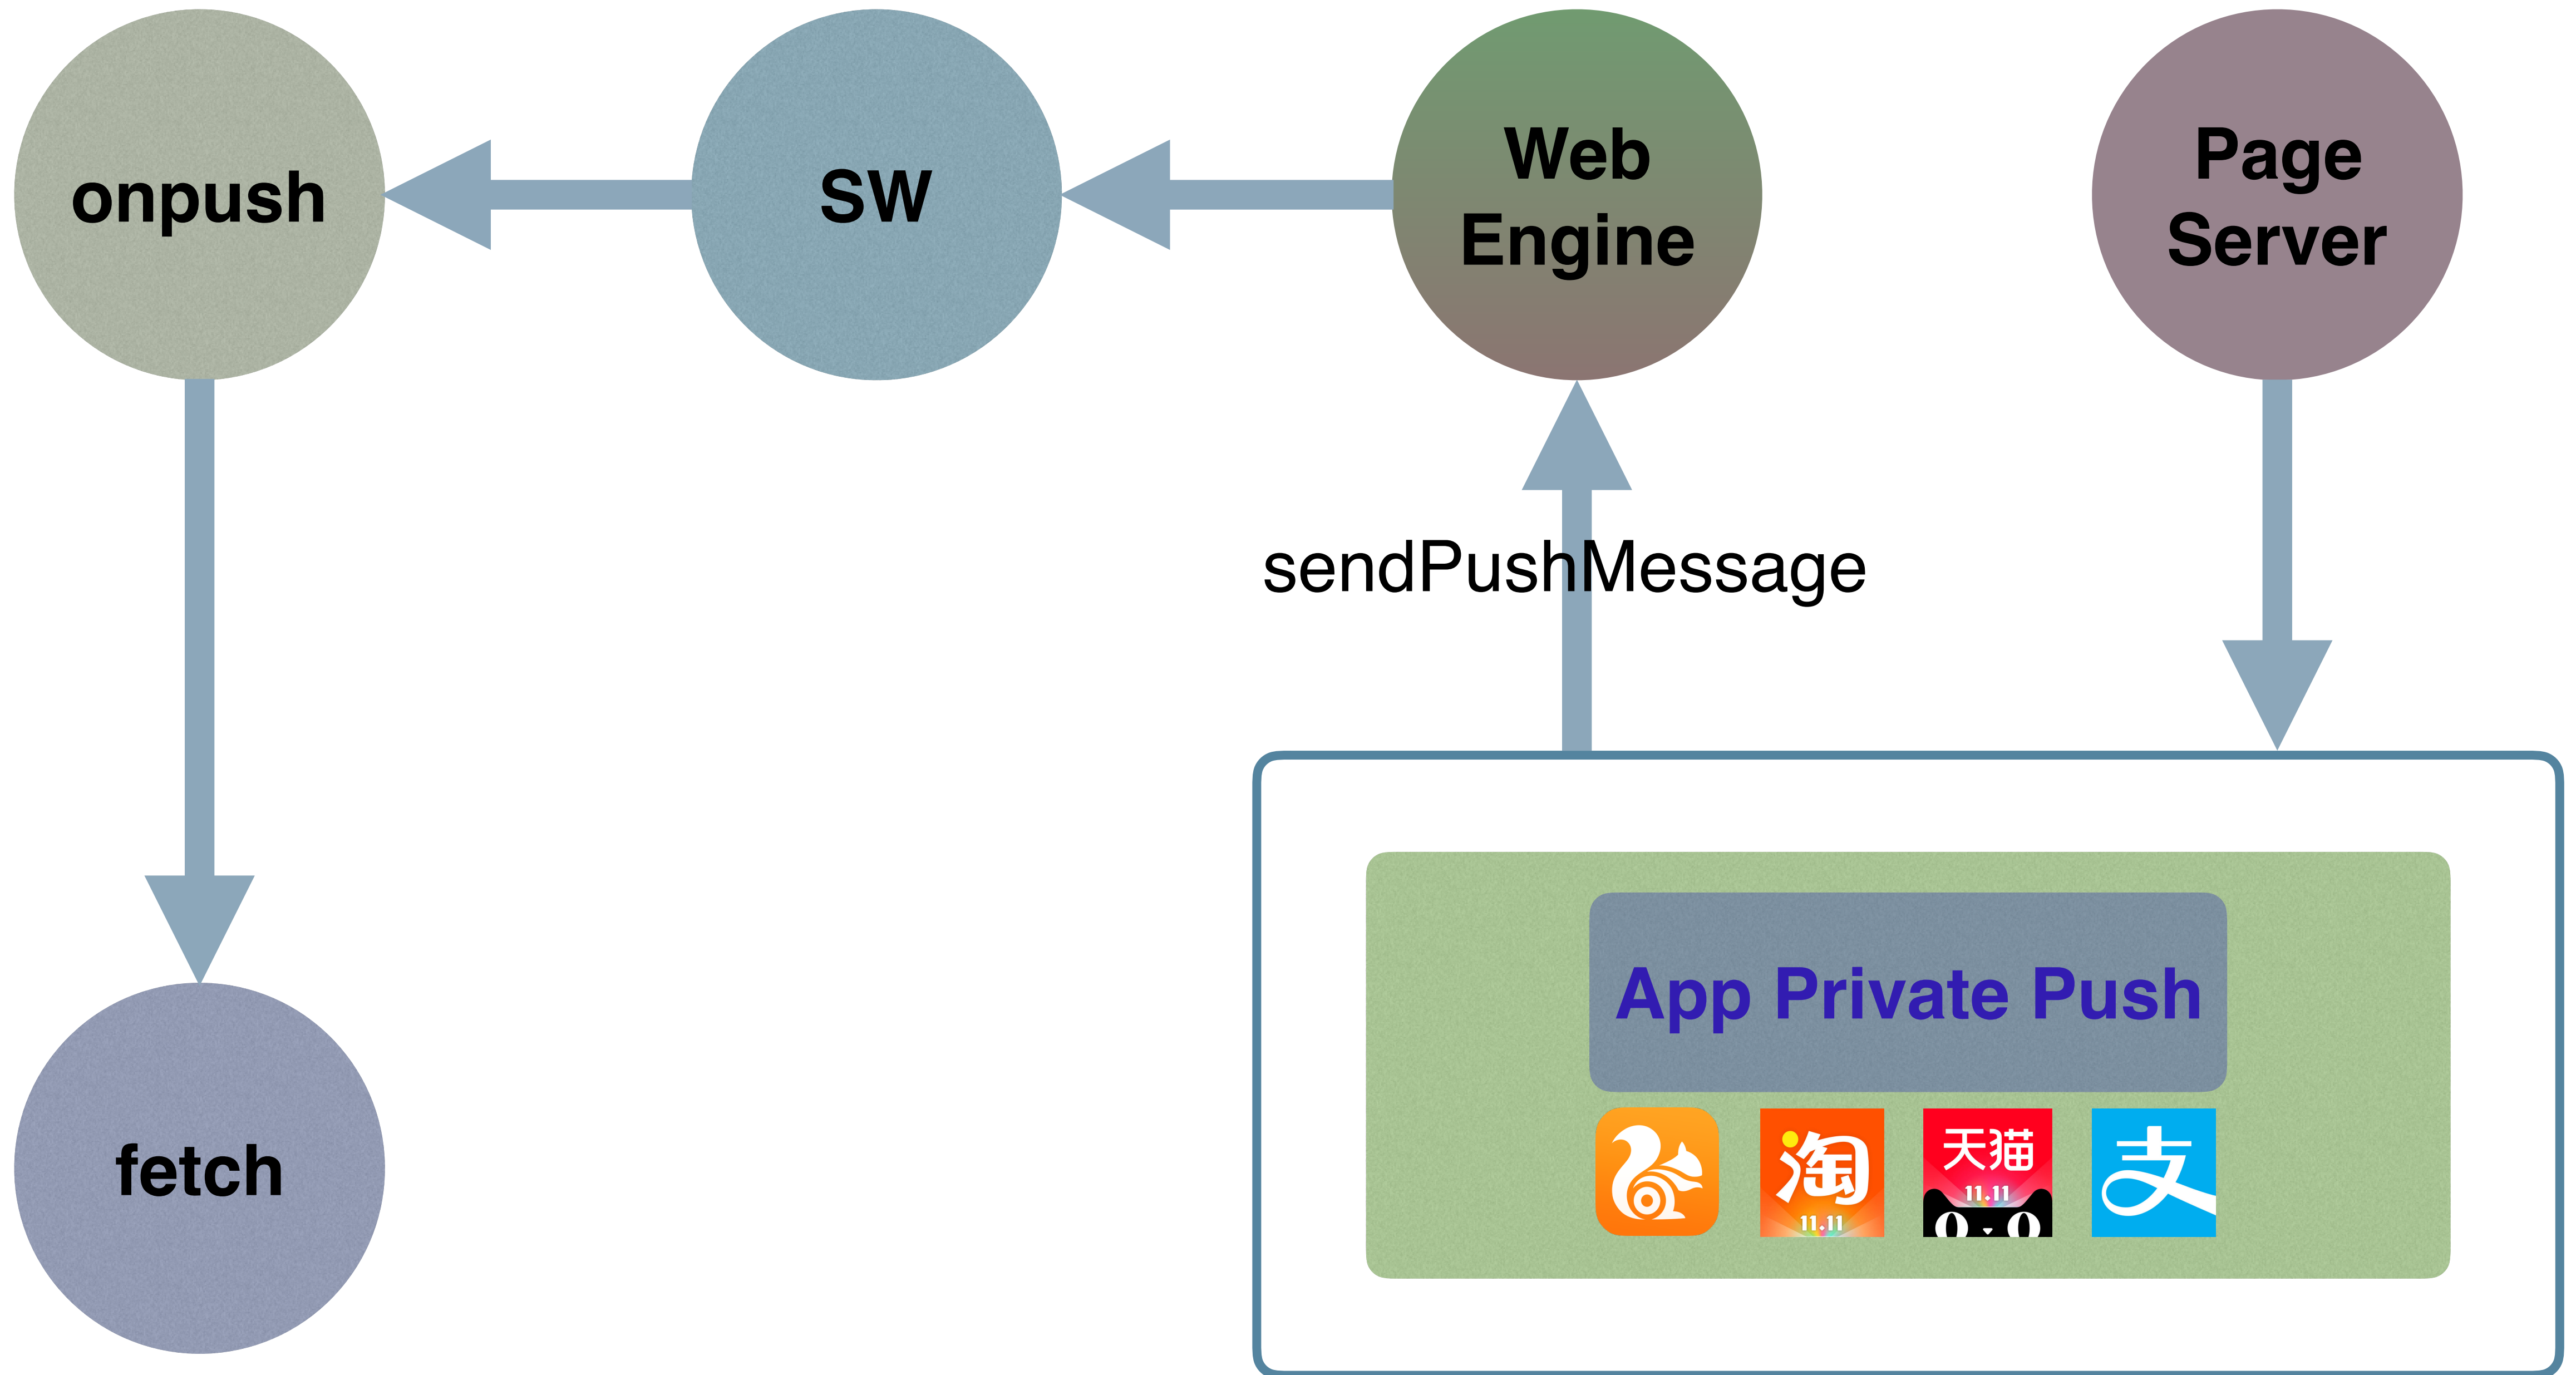 onpush
SW
Web
Engine
Page
Server
sendPushMessage
fetch
App Private Push
淘
11.11
天猫
11.11
支